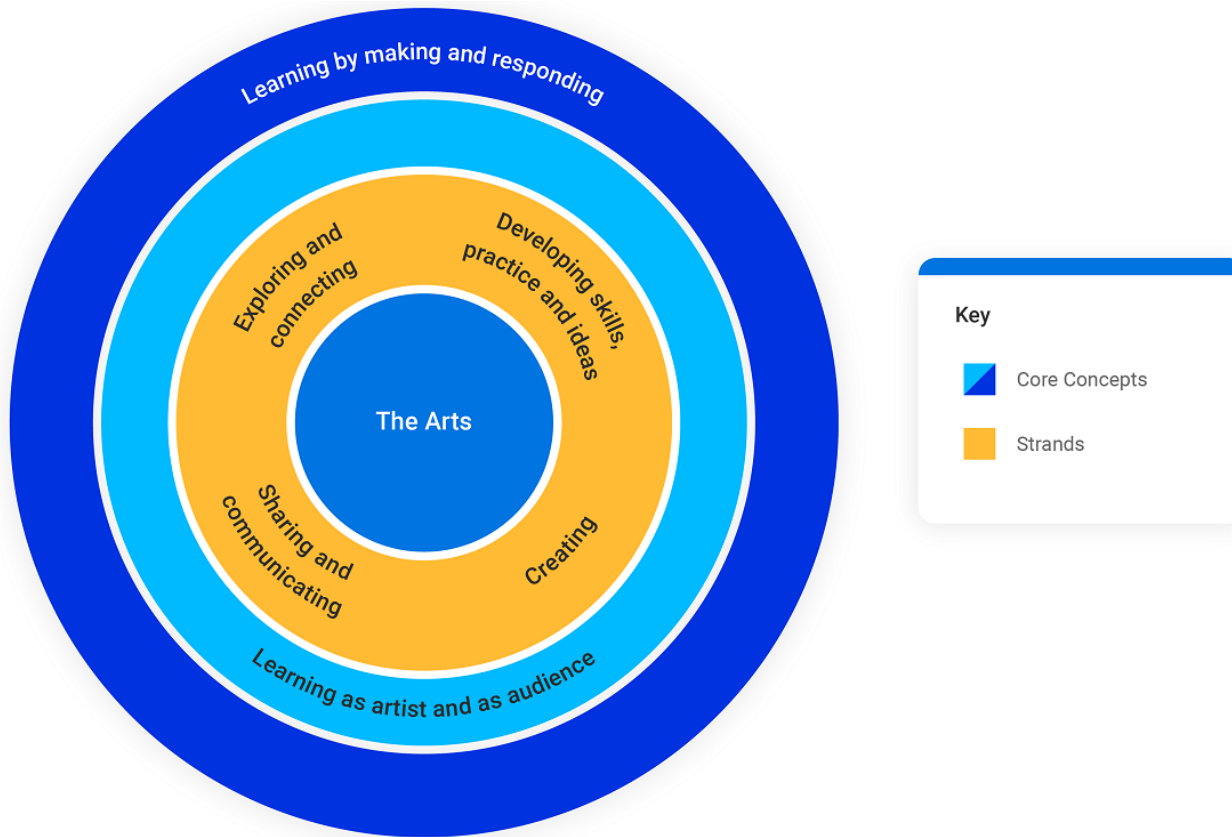 Learning by making and responding
Exploring and
connecting
Developing skills,
practice and ideas
The Arts
Sharing and
communicating
Creating
Learning as artist and as audience
Key
Core Concepts
Strands